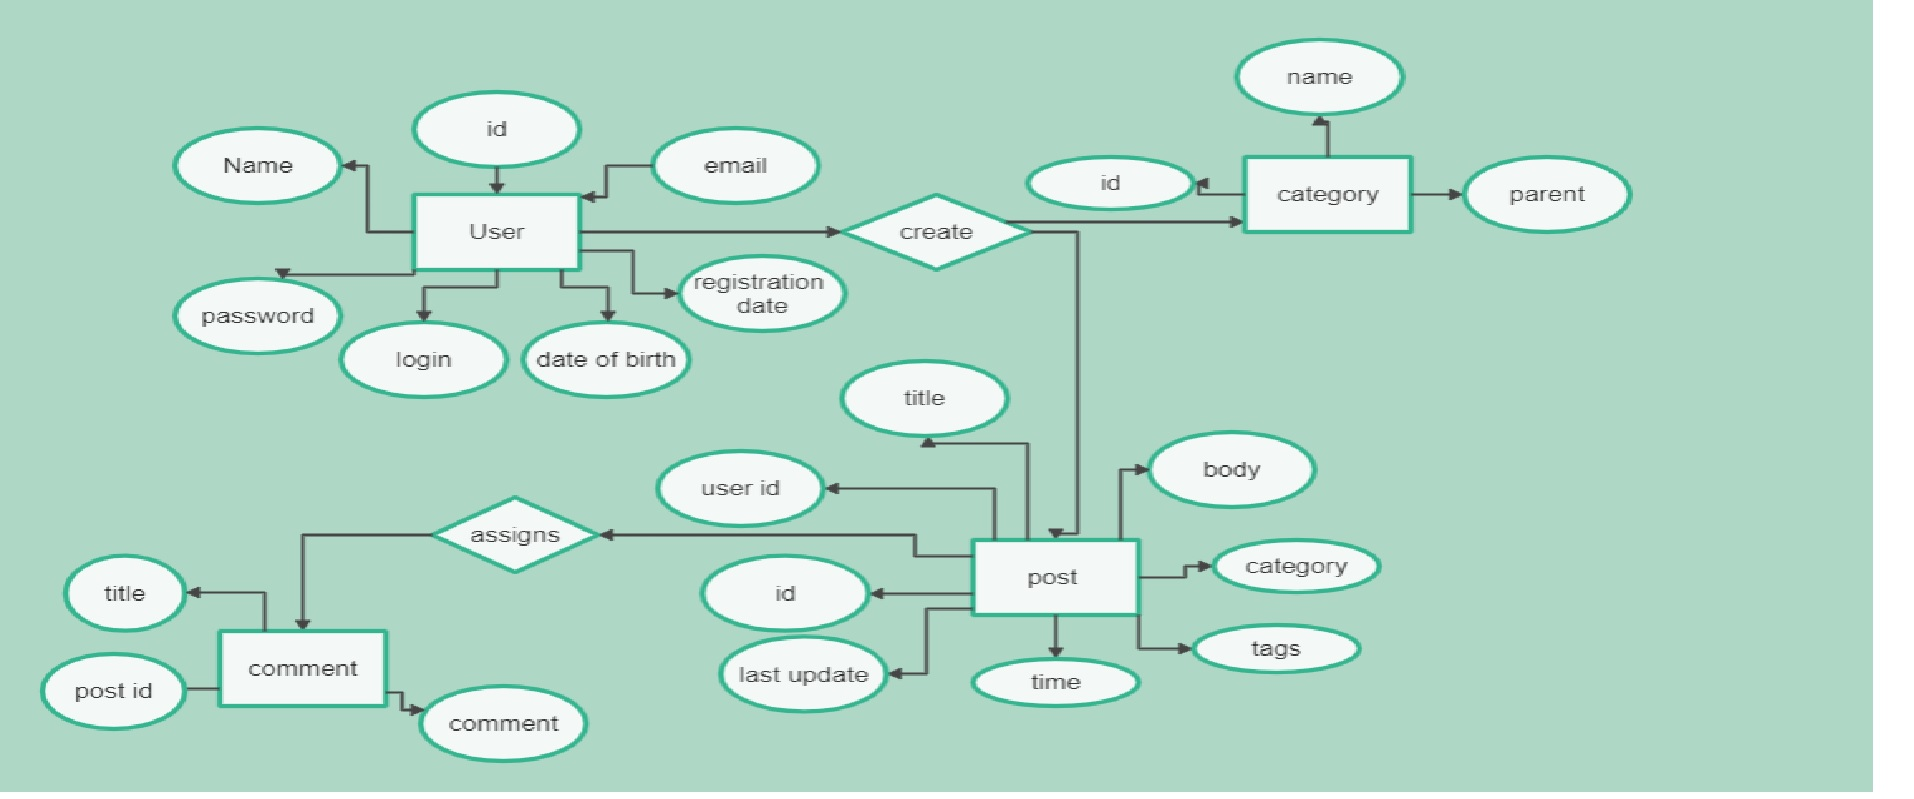 name
id
Name
email
id
category
parent
User
create
registration
date
password
login
date of birth
title
body
user id
assigns
category
post
title
id
tags
comment
last update
time
post id
comment